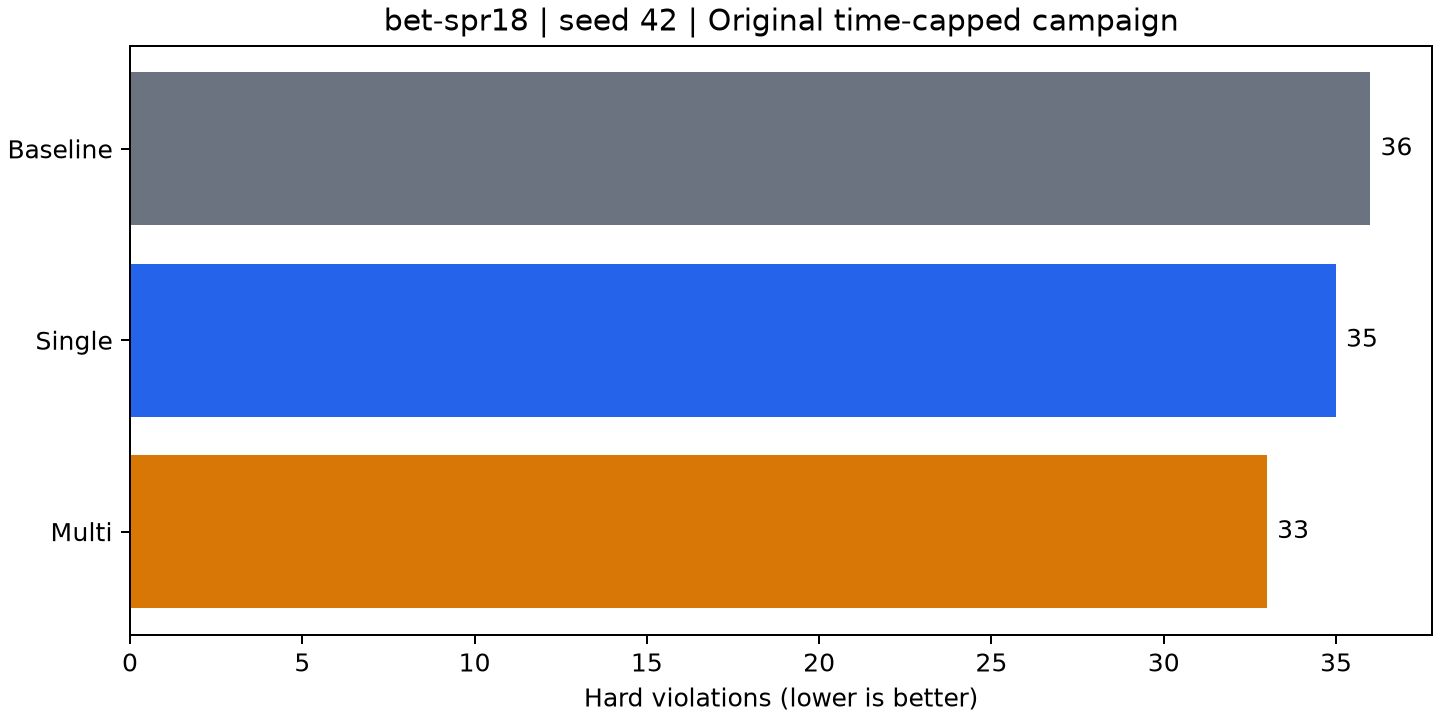 bet-spr18 | seed 42 | Original time-capped campaign
Baseline
36
Single
35
Multi
33
0 5 10 15 20 25 30 35
Hard violations (lower is better)